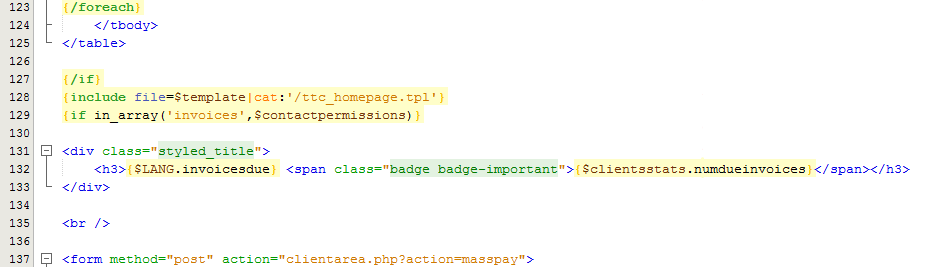 123 {/foreach}
124 </tbody>
125 </table>
126
127 {/if}
128 {include file=$template|cat:'/ttc_homepage.tpl'}
129 {if in_array('invoices',$contactpermissions)}
130
131 <div class="styled_title">
132 <h3>{$LANG.invoicesdue} <span class="badge badge-important">{$clientsstats.numdueinvoices}</span></h3>
133 </div>
134
135 <br />
136
137 <form method="post" action="clientarea.php?action=masspay">